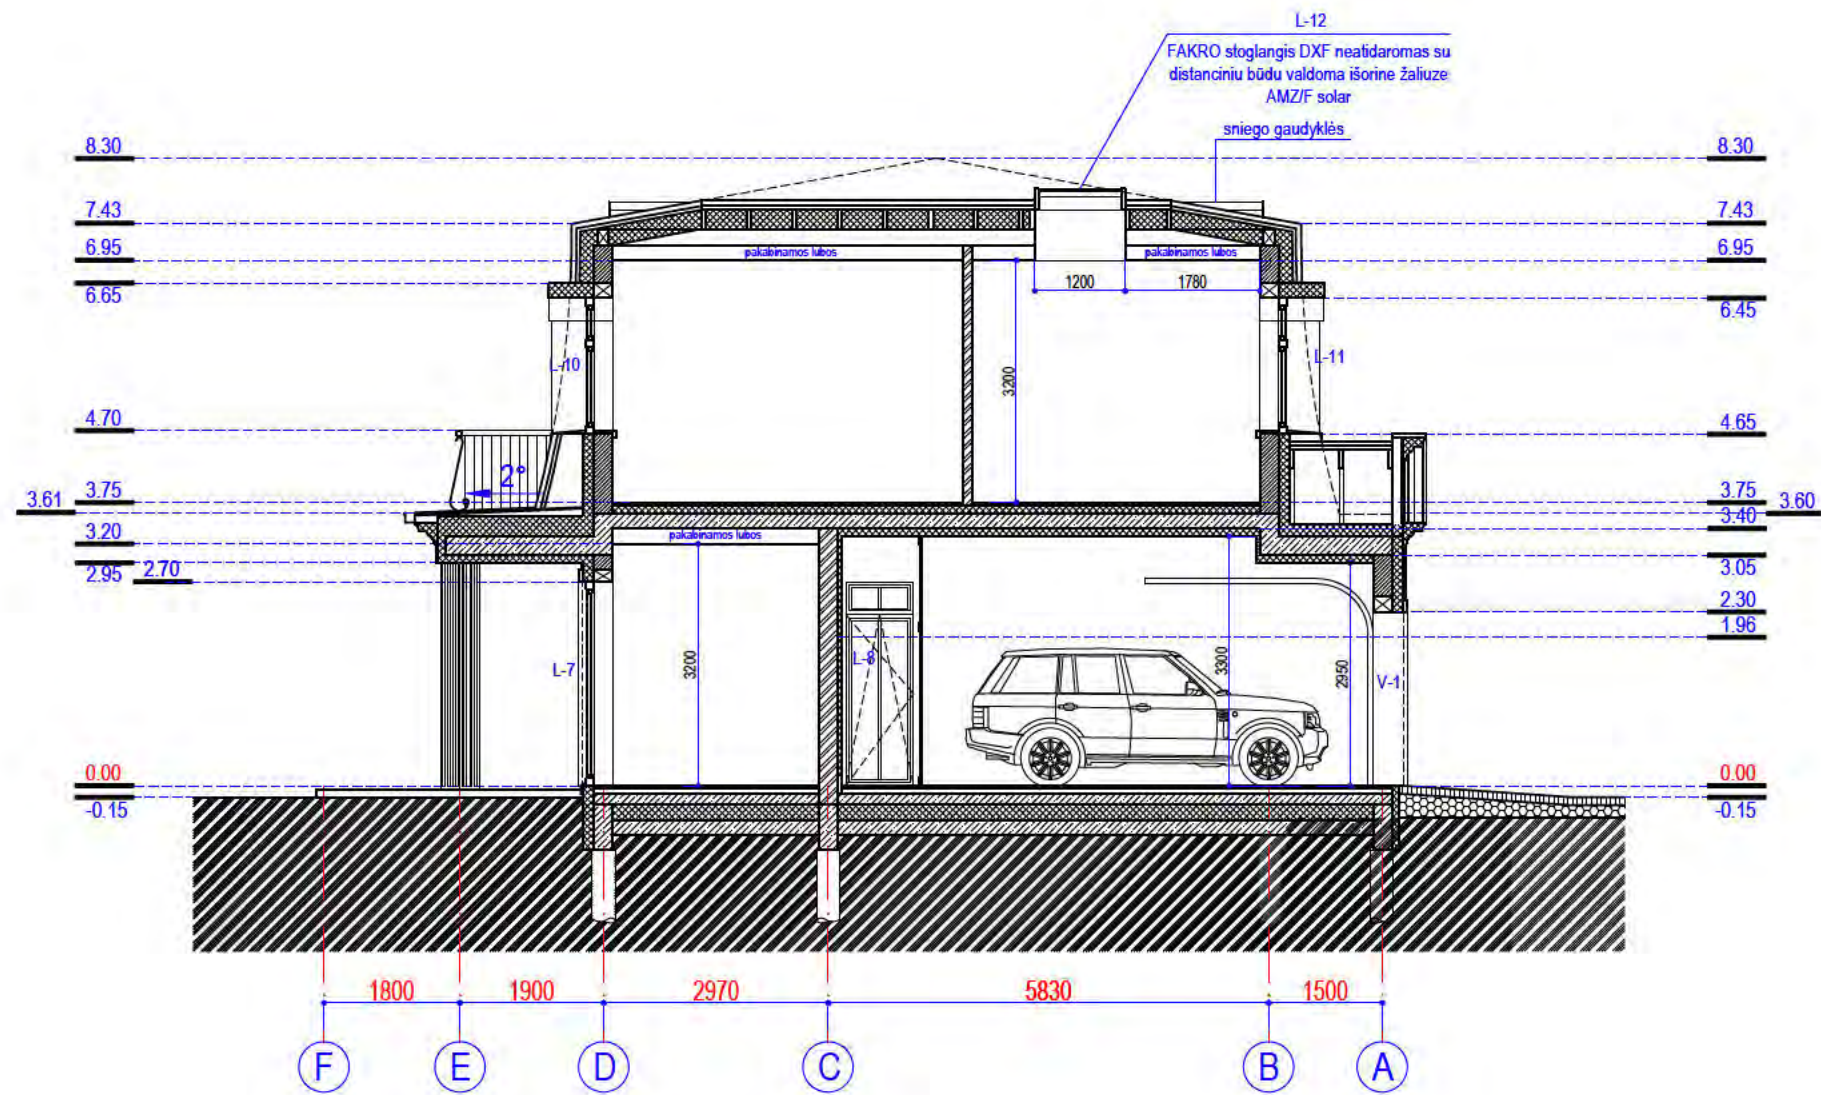 L-12
FAKRO stoglangis DXF neatidaromas su
distanciniu būdu valdoma išorine žaliuze
AMZ/F solar
sniego gaudyklės
8.30
8.30
7.43
7.43
6.95
6.95
pakabinamos lubos
pakabinamos lubos
6.65
1200
1780
6.45
L-10
L-11
3200
4.70
4.65
2°
3.61
3.75
3.75
3.60
3.40
3.20
pakabinamos lubos
2.95
2.70
3.05
2.30
1.96
L-7
3200
L-8
3300
2950
V-1
0.00
0.00
-0.15
-0.15
1800
1900
2970
5830
1500
F
E
D
C
B
A